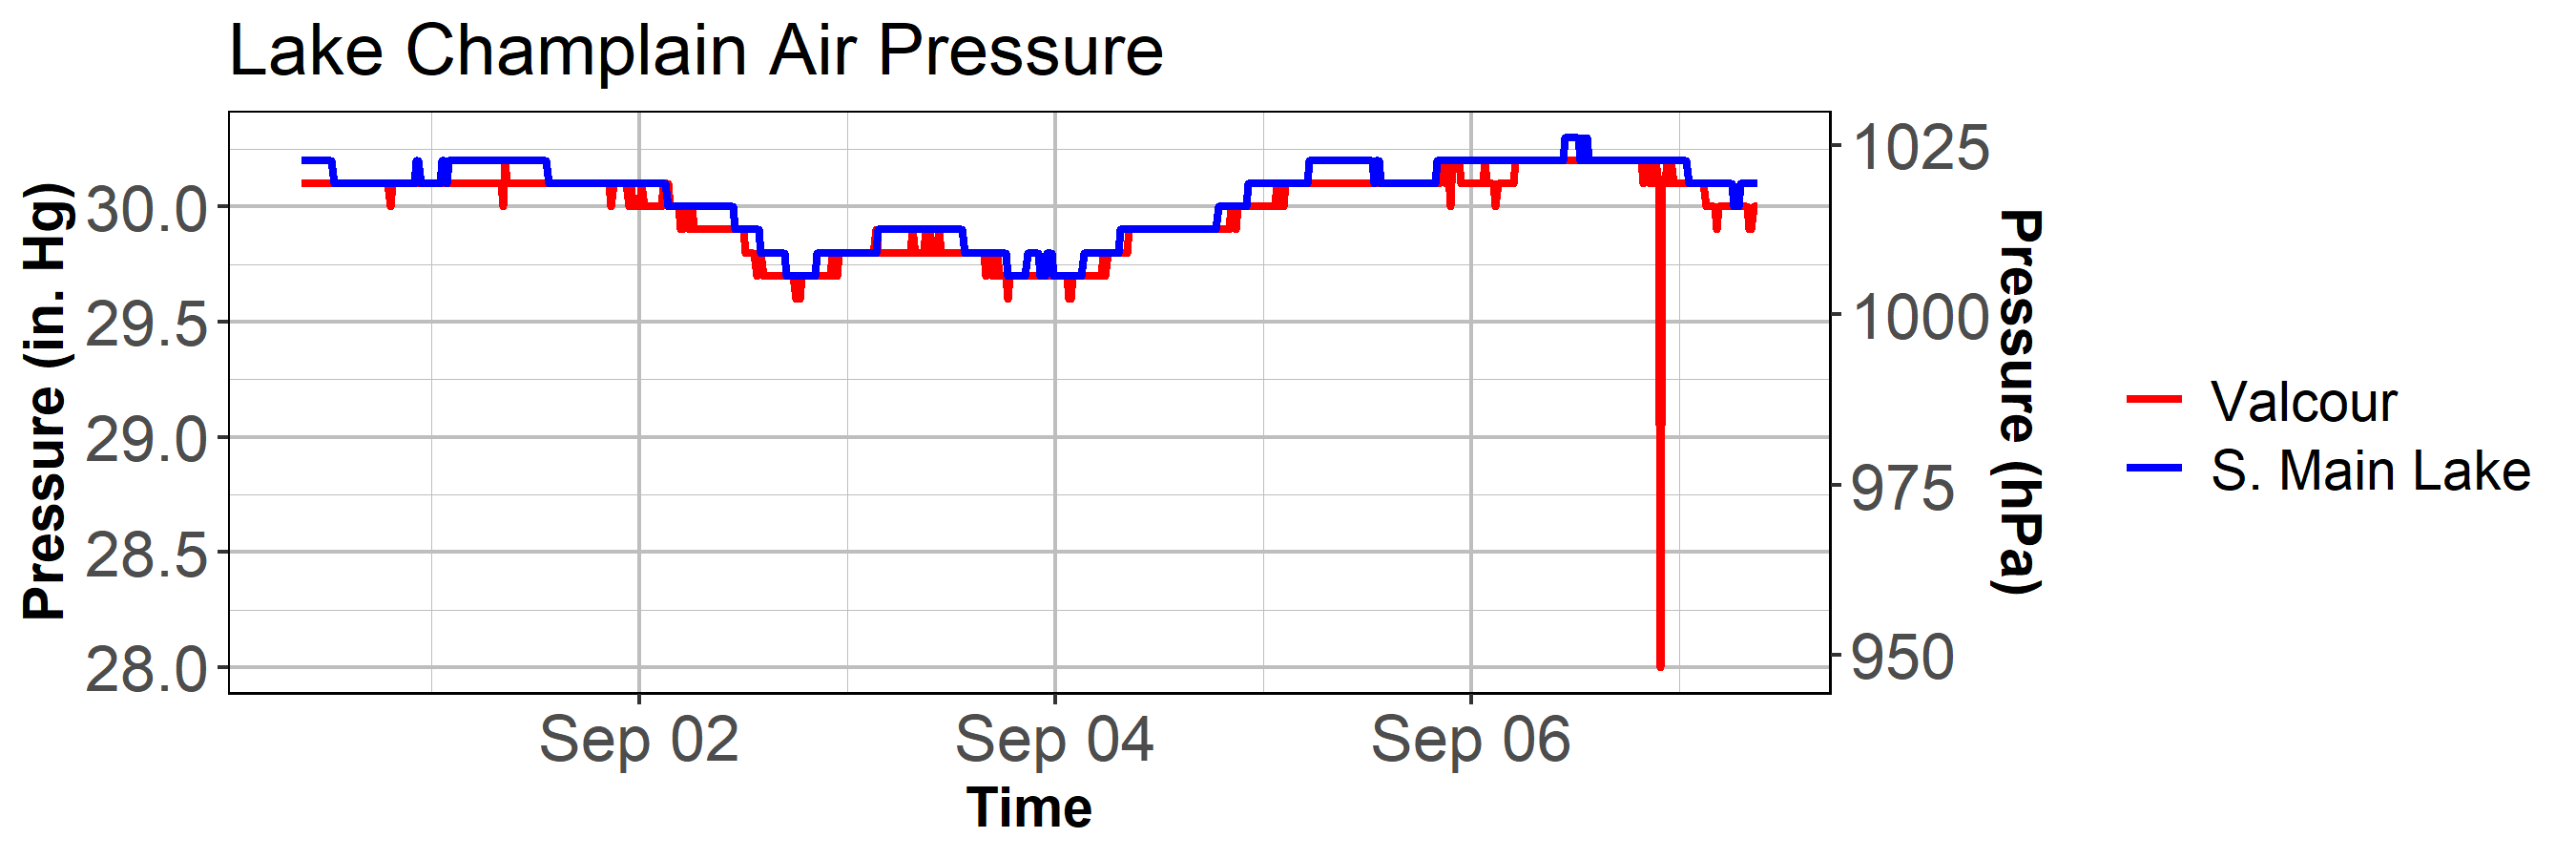 Lake Champlain Air Pressure
Pressure (in. Hg)
30.0
29.5
29.0
28.5
28.0
1025
1000
975
950
Pressure (hPa)
Sep 02
Sep 04
Sep 06
Time
Valcour
S. Main Lake